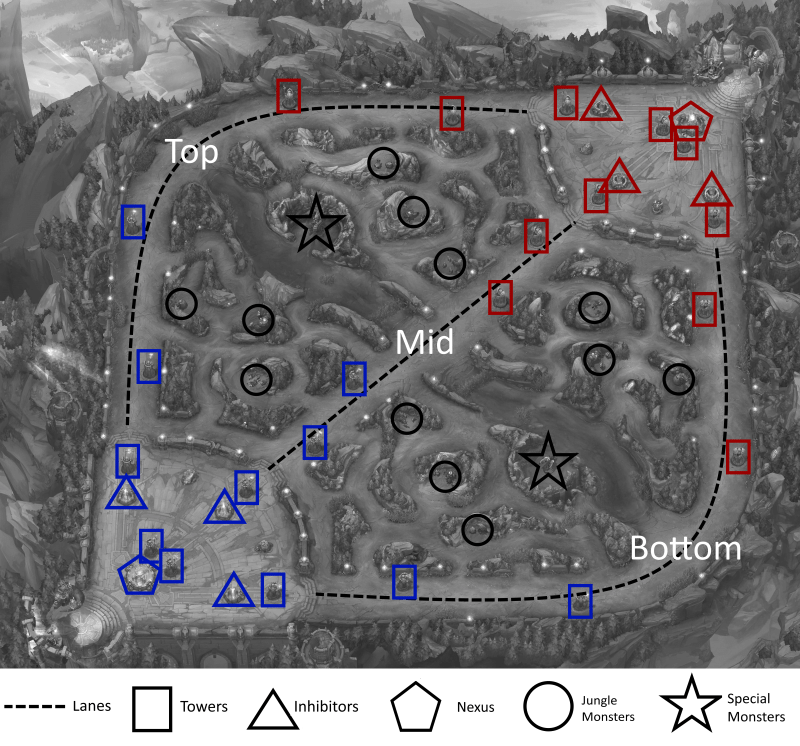 Top
Mid
Bottom
Lanes
Towers
Inhibitors
Nexus
Jungle
Monsters
Special
Monsters